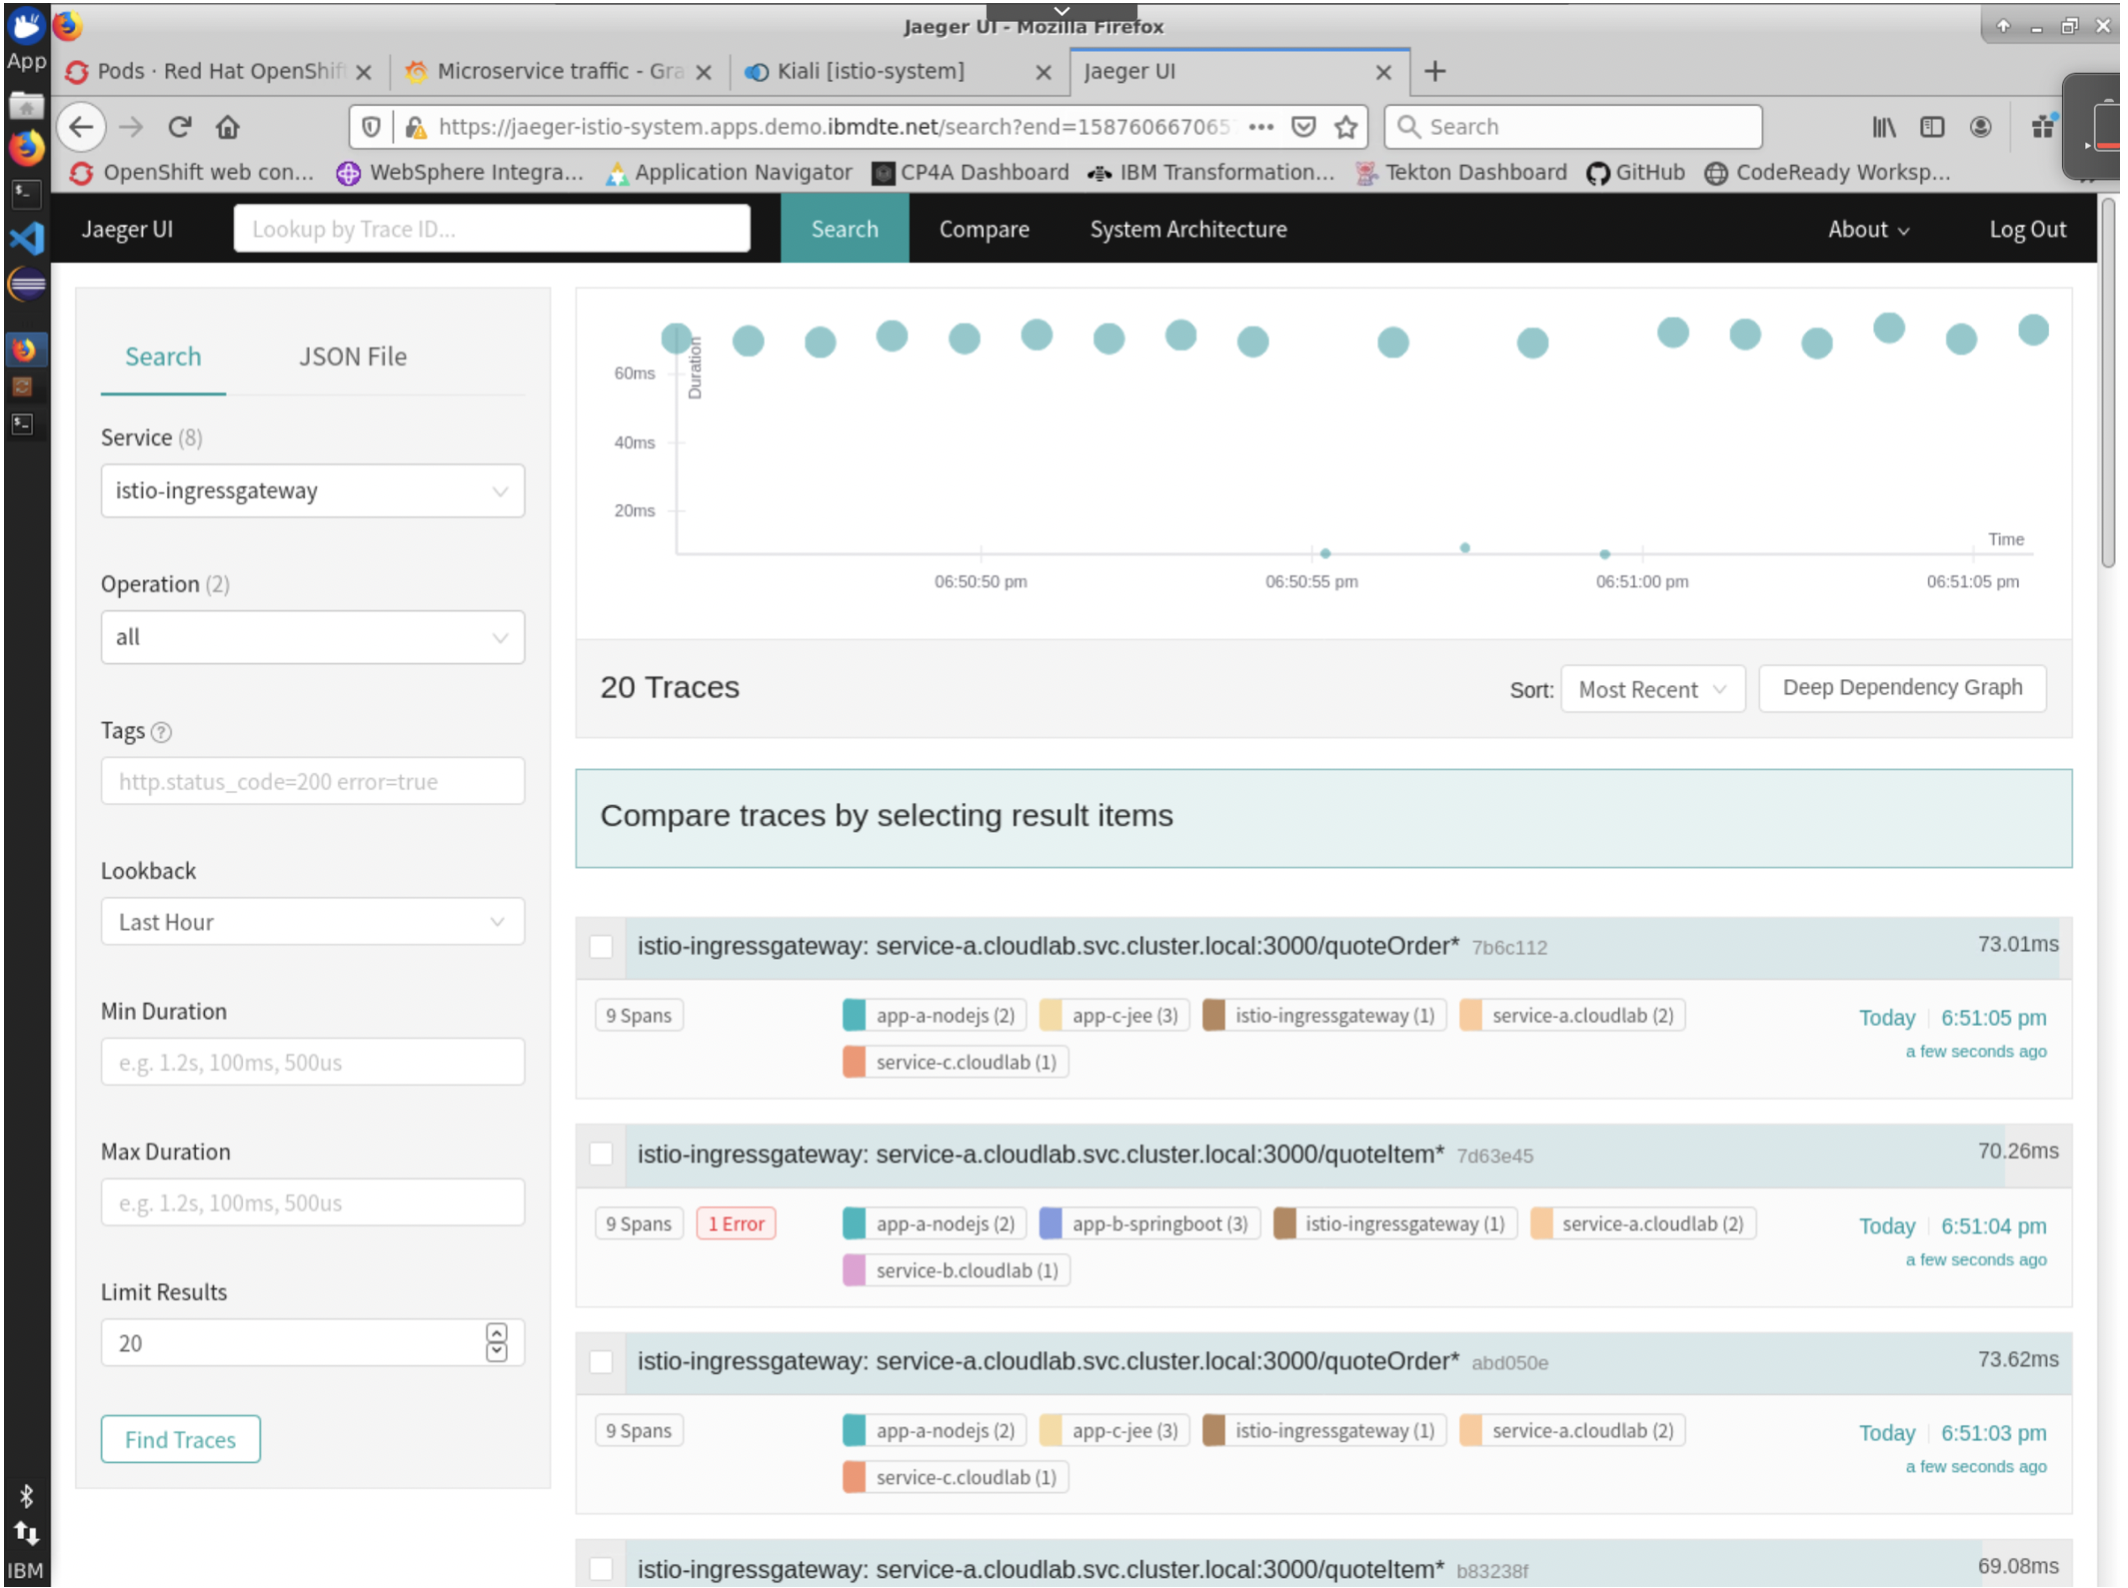 Jaeger UI - Mozilla Firefox
App
Pods · Red Hat OpenShift
Microservice traffic - Gra
Kiali [istio-system]
Jaeger UI
https://jaeger-istio-system.apps.demo.ibmdte.net/search?end=1587606670657
Search
OpenShift web con...
WebSphere Integra...
Application Navigator
CP4A Dashboard
IBM Transformation...
Tekton Dashboard
GitHub
CodeReady Worksp...
Jaeger UI
Lookup by Trace ID...
Search
Compare
System Architecture
About
Log Out
Search
JSON File
Service (8)
istio-ingressgateway
Operation (2)
all
Tags ?
http.status_code=200 error=true
Lookback
Last Hour
Min Duration
e.g. 1.2s, 100ms, 500us
Max Duration
e.g. 1.2s, 100ms, 500us
Limit Results
20
Find Traces
IBM
Duration
60ms
40ms
20ms
Time
06:50:50 pm
06:50:55 pm
06:51:00 pm
06:51:05 pm
20 Traces
Sort:
Most Recent
Deep Dependency Graph
Compare traces by selecting result items
istio-ingressgateway: service-a.cloudlab.svc.cluster.local:3000/quoteOrder* 7b6c112
73.01ms
9 Spans
app-a-nodejs (2)
app-c-jee (3)
istio-ingressgateway (1)
service-a.cloudlab (2)
service-c.cloudlab (1)
Today 6:51:05 pm
a few seconds ago
istio-ingressgateway: service-a.cloudlab.svc.cluster.local:3000/quoteItem* 7d63e45
70.26ms
9 Spans
1 Error
app-a-nodejs (2)
app-b-springboot (3)
istio-ingressgateway (1)
service-a.cloudlab (2)
service-b.cloudlab (1)
Today 6:51:04 pm
a few seconds ago
istio-ingressgateway: service-a.cloudlab.svc.cluster.local:3000/quoteOrder* abd050e
73.62ms
9 Spans
app-a-nodejs (2)
app-c-jee (3)
istio-ingressgateway (1)
service-a.cloudlab (2)
service-c.cloudlab (1)
Today 6:51:03 pm
a few seconds ago
istio-ingressgateway: service-a.cloudlab.svc.cluster.local:3000/quoteItem* b83238f
69.08ms